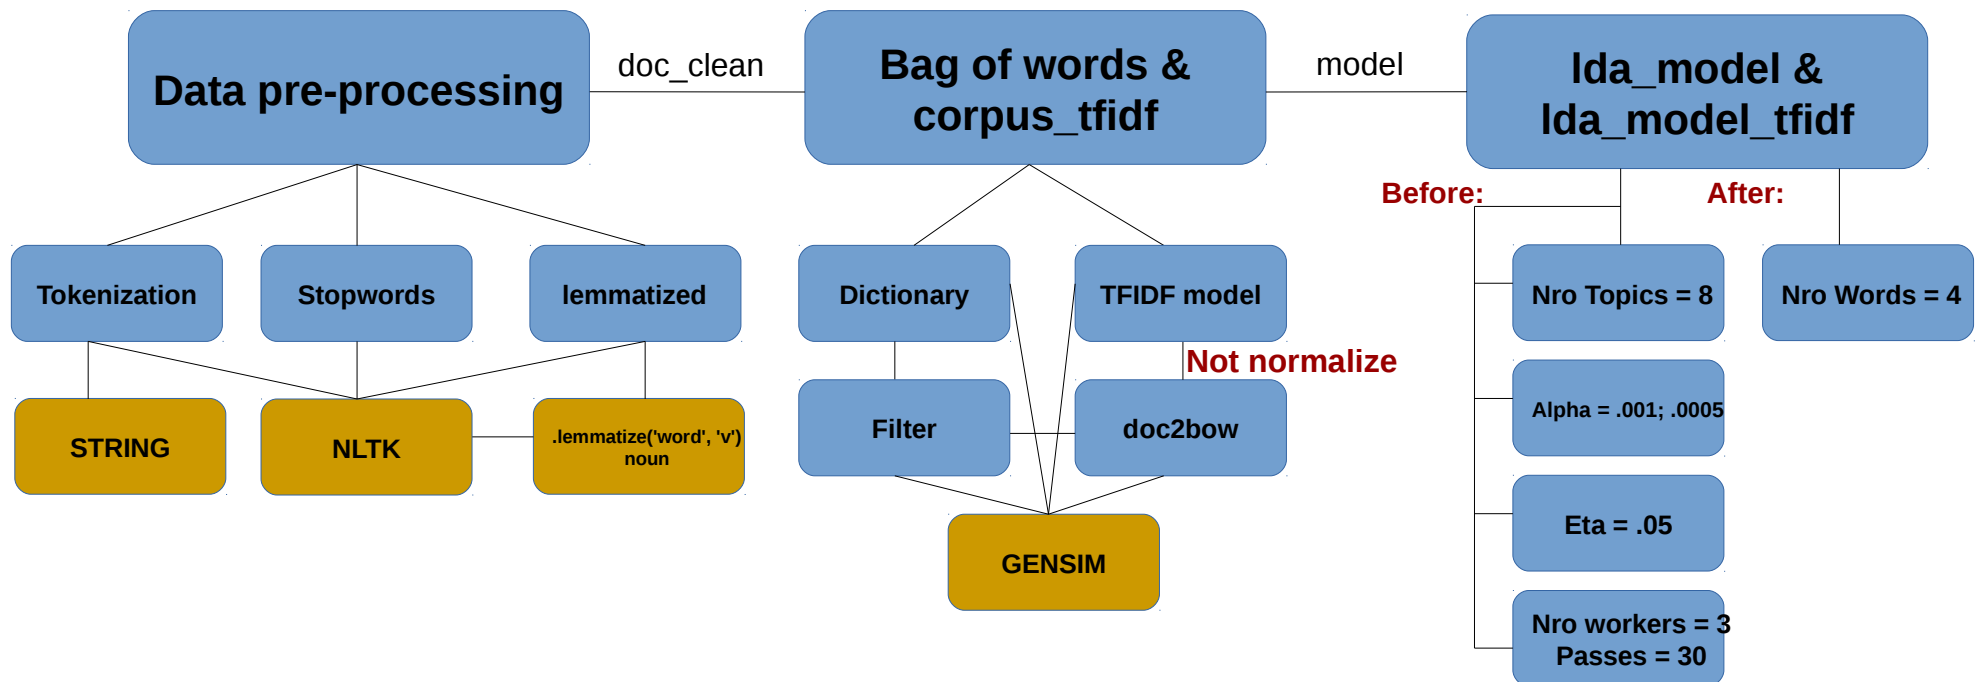 Data pre-processing
doc_clean
Bag of words &
corpus_tfidf
model
lda_model &
lda_model_tfidf
Before:
After:
Tokenization
Stopwords
lemmatized
Dictionary
TFIDF model
Nro Topics = 8
Nro Words = 4
Not normalize
STRING
NLTK
.lemmatize('word', 'v')
noun
Filter
doc2bow
Alpha = .001; .0005
GENSIM
Eta = .05
Nro workers = 3
Passes = 30